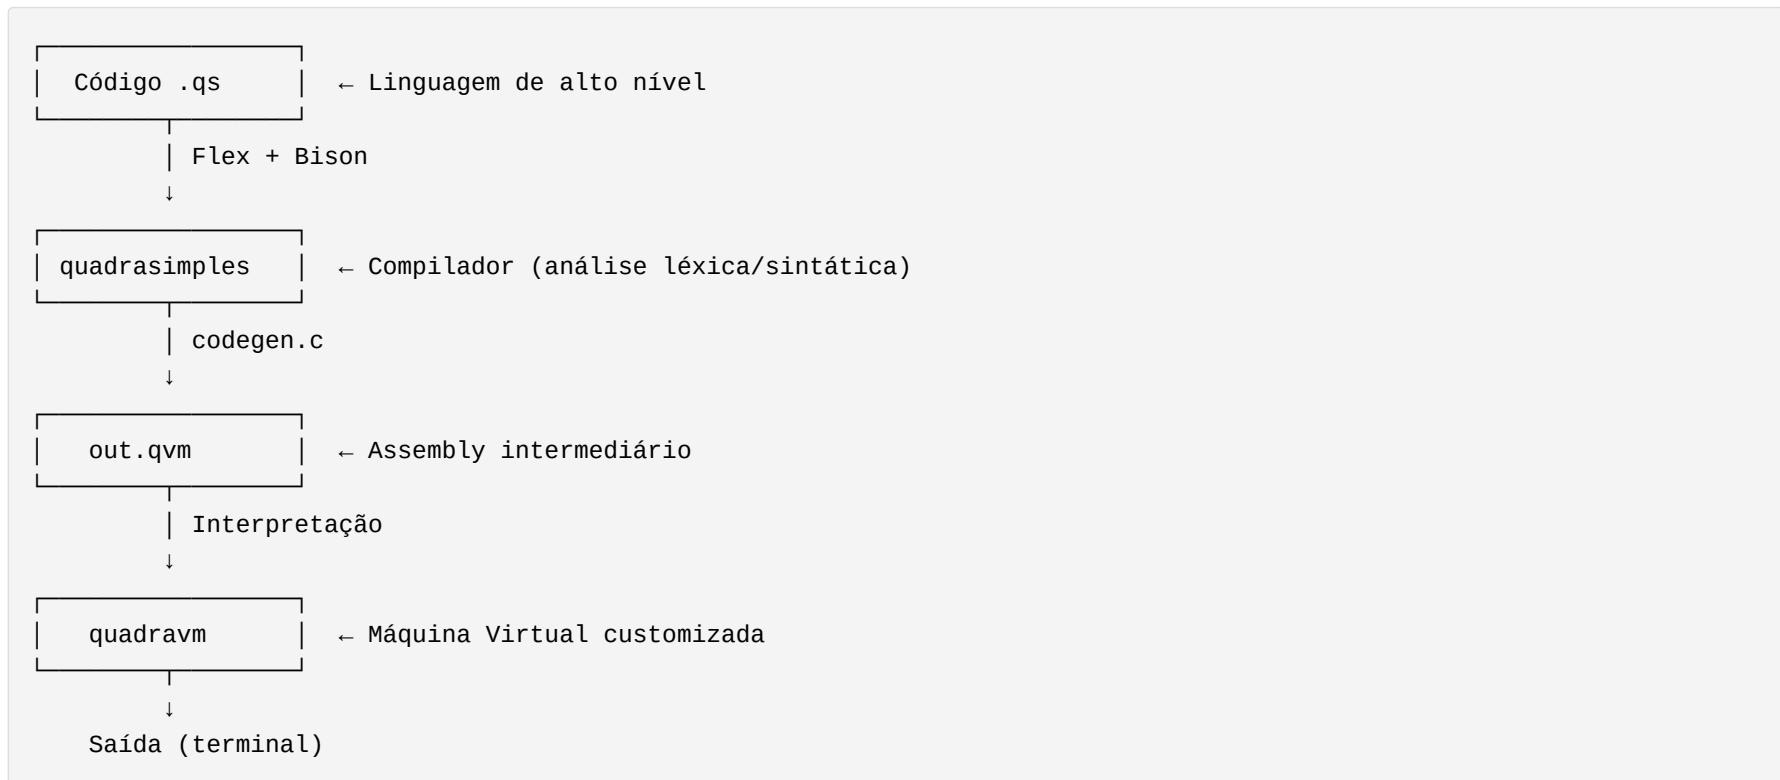 Código .qs ← Linguagem de alto nível
Flex + Bison
↓
quadrasimples ← Compilador (análise léxica/sintática)
codegen.c
↓
out.qvm ← Assembly intermediário
Interpretação
↓
quadravm ← Máquina Virtual customizada
↓
Saída (terminal)